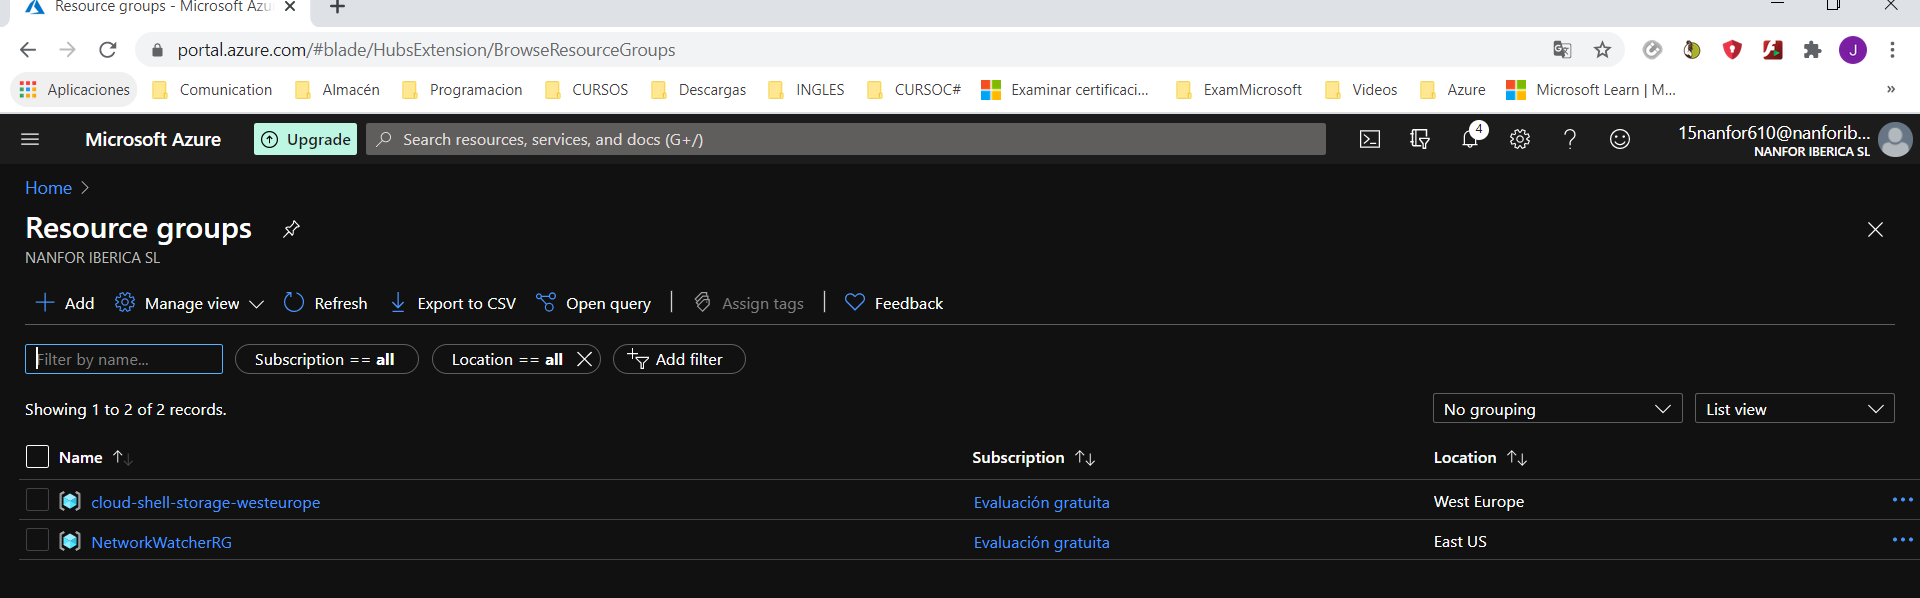 Resource groups - Microsoft Azu
portal.azure.com/#blade/HubsExtension/BrowseResourceGroups
J
Aplicaciones Comunication Almacén Programacion CURSOS Descargas INGLES CURSOC# Examinar certificaci... ExamMicrosoft Videos Azure Microsoft Learn | M... »
Microsoft Azure Upgrade Search resources, services, and docs (G+/) 4 15nanfor610@nanforib...
NANFOR IBERICA SL
Home
Resource groups
NANFOR IBERICA SL
Add Manage view Refresh Export to CSV Open query Assign tags Feedback
Filter by name... Subscription == all Location == all Add filter
Showing 1 to 2 of 2 records. No grouping List view
Name Subscription Location
cloud-shell-storage-westeurope Evaluación gratuita West Europe
NetworkWatcherRG Evaluación gratuita East US